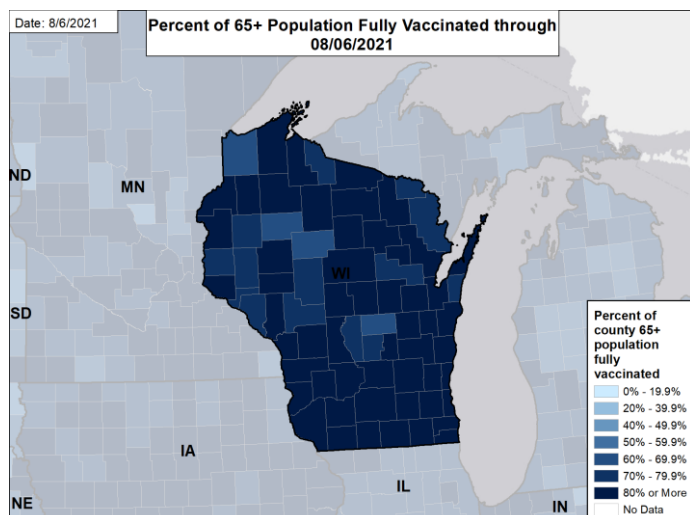 Date: 8/6/2021
Percent of 65+ Population Fully Vaccinated through
08/06/2021
ND
MN
WI
SD
IA
NE
IL
IN
Percent of
county 65+
population
fully
vaccinated
0% - 19.9%
20% - 39.9%
40% - 49.9%
50% - 59.9%
60% - 69.9%
70% - 79.9%
80% or More
No Data